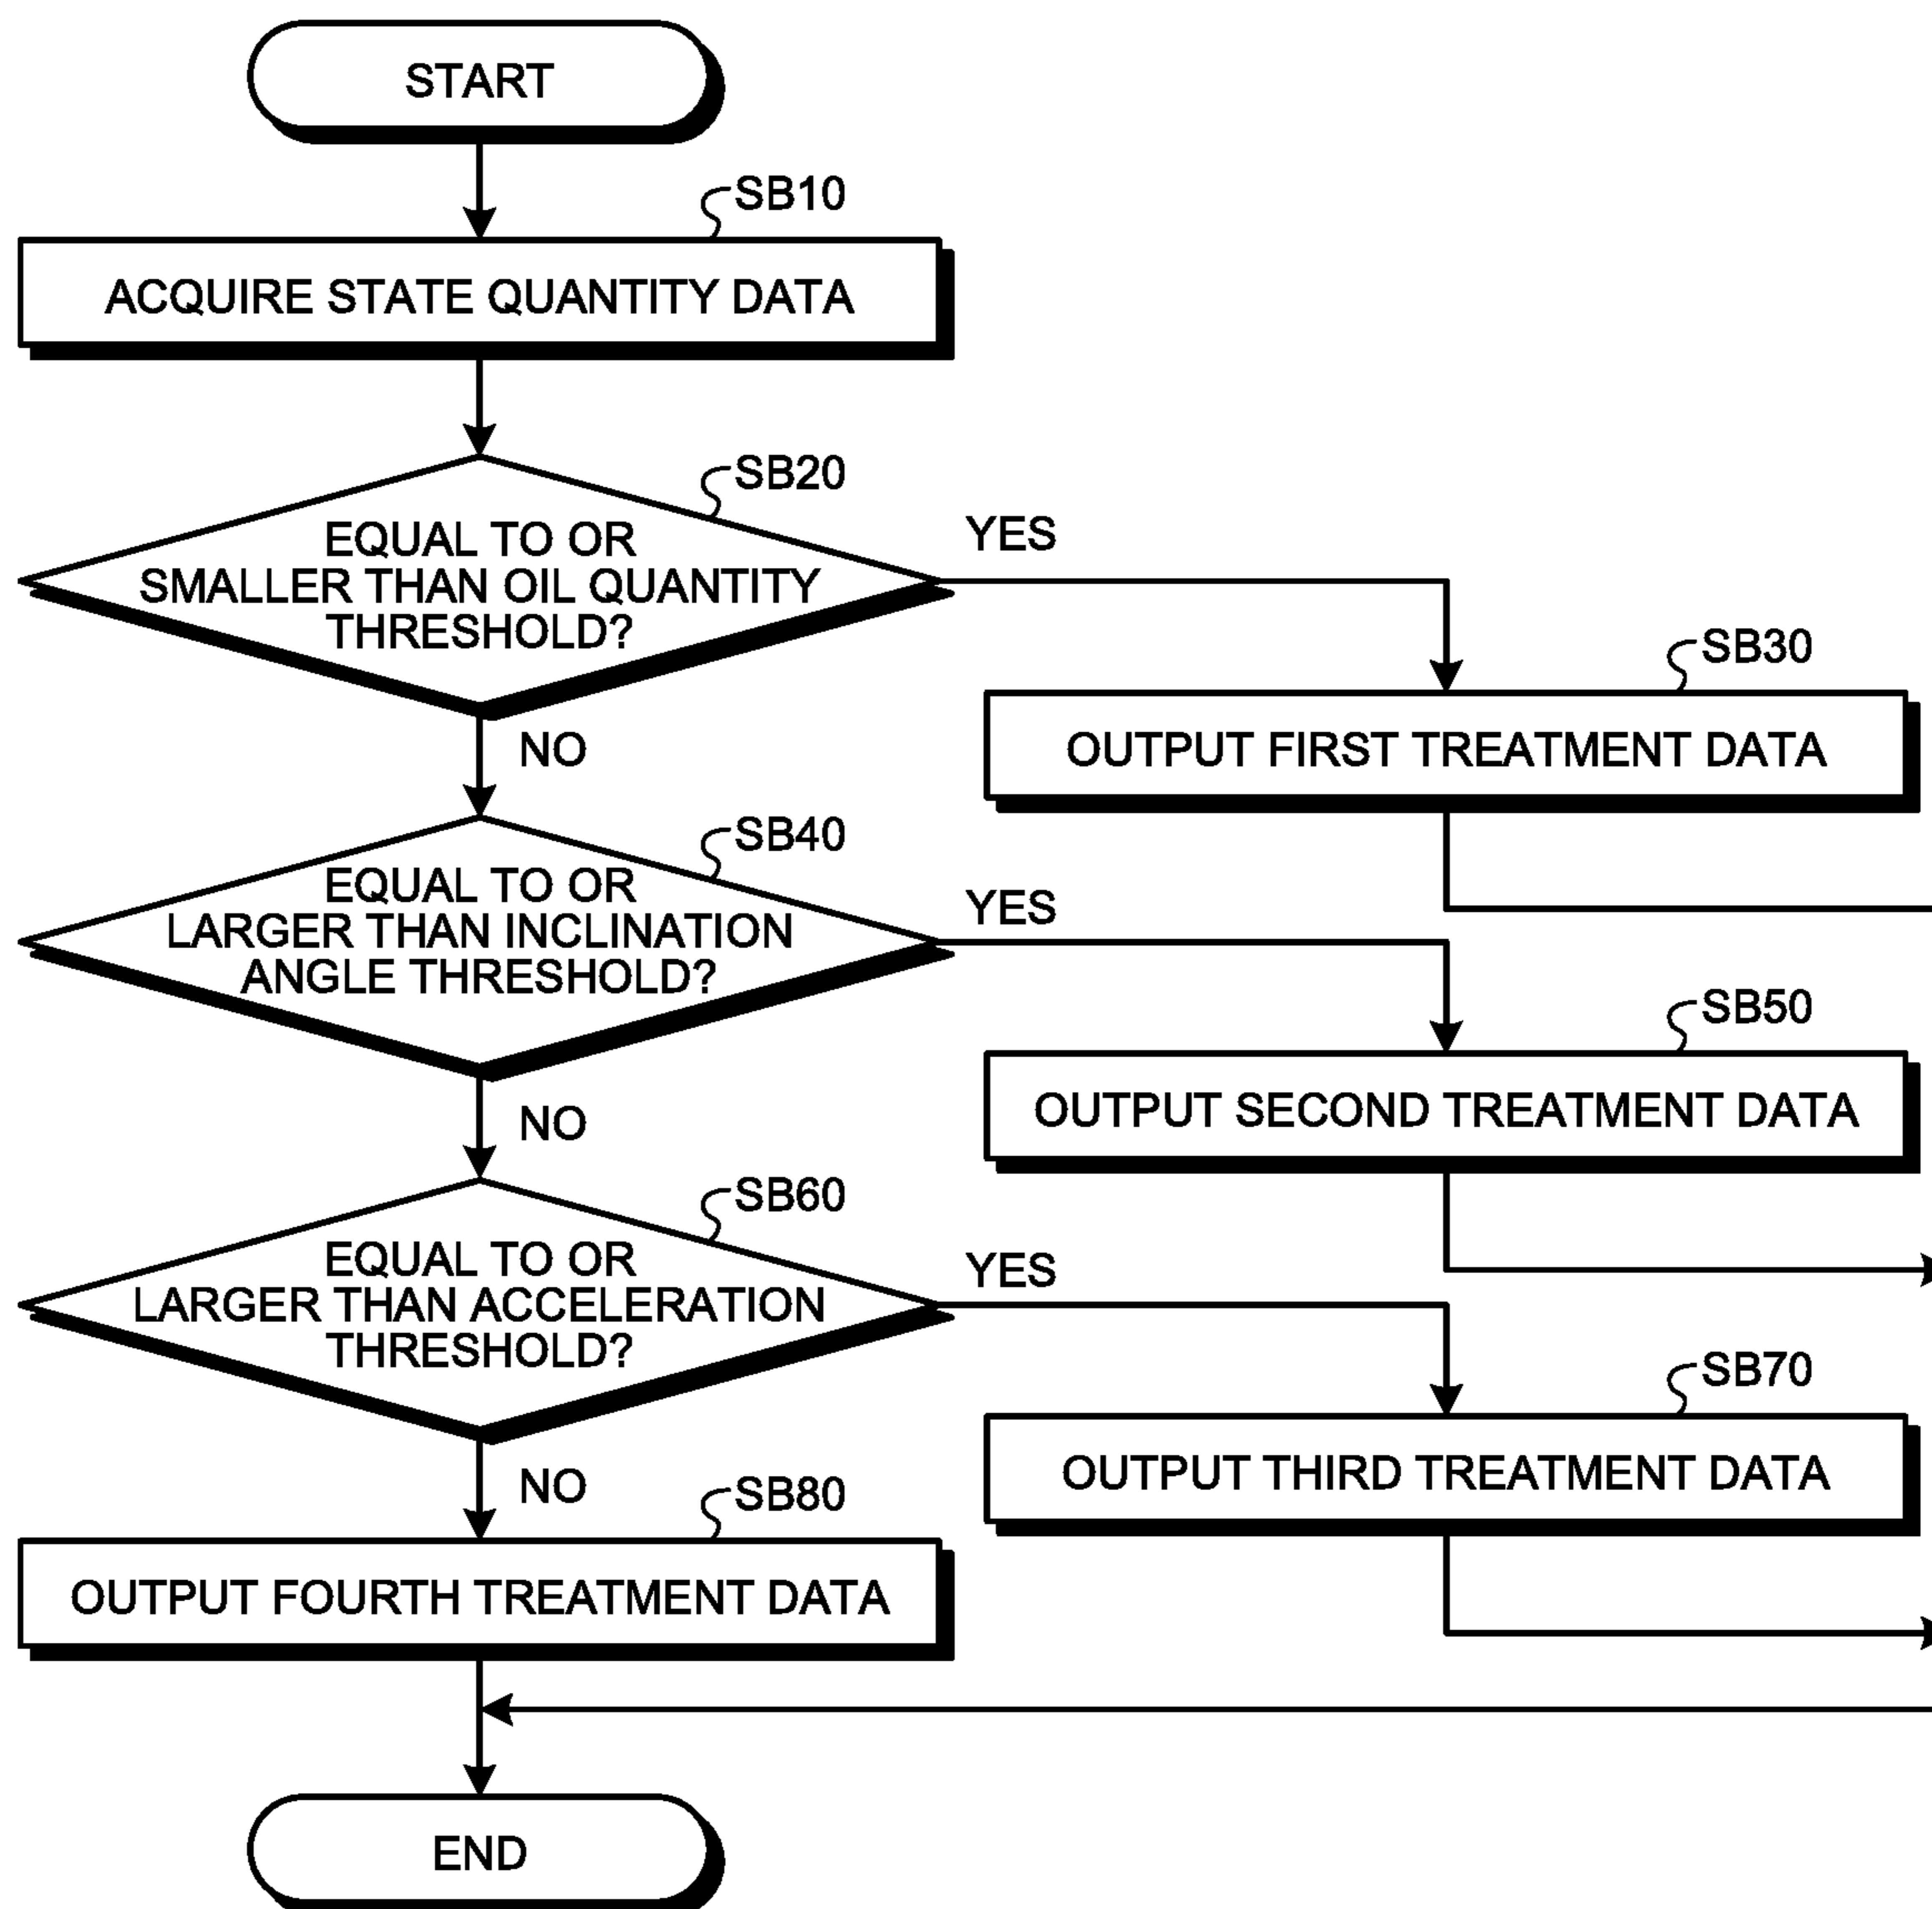 START
SB10
ACQUIRE STATE QUANTITY DATA
SB20
EQUAL TO OR
SMALLER THAN OIL QUANTITY
THRESHOLD?
YES
NO
SB30
OUTPUT FIRST TREATMENT DATA
SB40
EQUAL TO OR
LARGER THAN INCLINATION
ANGLE THRESHOLD?
YES
NO
SB50
OUTPUT SECOND TREATMENT DATA
SB60
EQUAL TO OR
LARGER THAN ACCELERATION
THRESHOLD?
YES
NO
SB70
OUTPUT THIRD TREATMENT DATA
SB80
OUTPUT FOURTH TREATMENT DATA
END